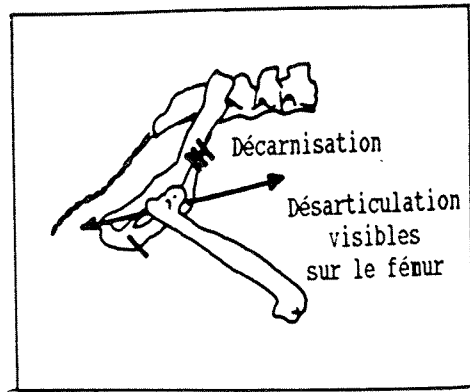 Décarnisation
Désarticulation
visibles
sur le fémur